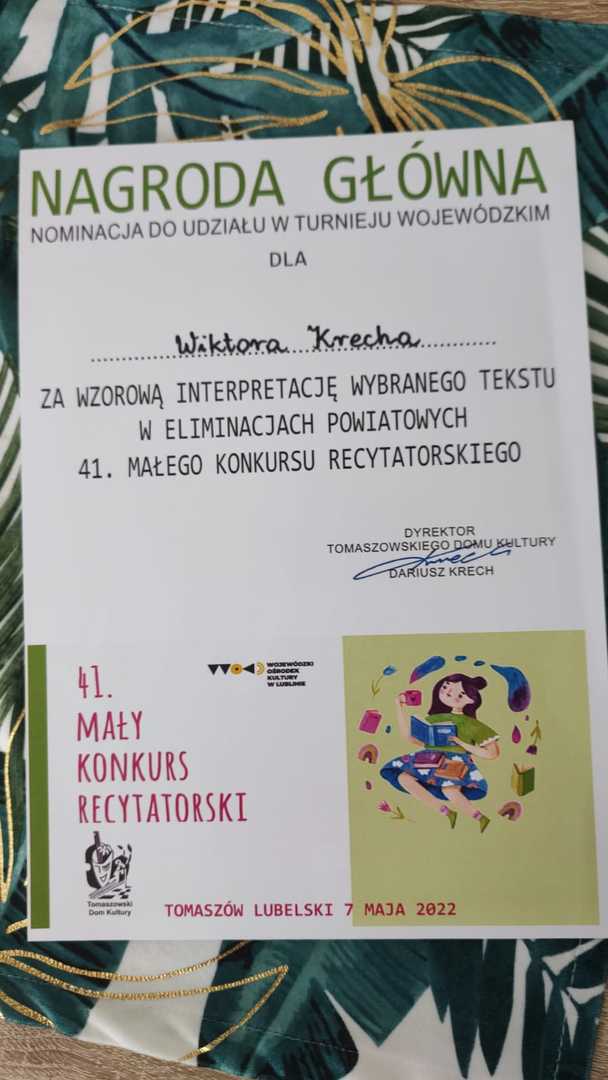 NAGRODA GŁÓWNA
NOMINACJA DO UDZIAŁU W TURNIEJU WOJEWÓDZKIM
DLA
Wiktora Krecha
ZA WZOROWĄ INTERPRETACJĘ WYBRANEGO TEKSTU
W ELIMINACJACH POWIATOWYCH
41. MAŁEGO KONKURSU RECYTATORSKIEGO
DYREKTOR
TOMASZOWSKIEGO DOMU KULTURY
DARIUSZ KRECH
41.
MAŁY
KONKURS
RECYTATORSKI
WOJEWÓDZKI
OŚRODEK
KULTURY
W LUBLINIE
Tomaszowski
Dom Kultury
TOMASZÓW LUBELSKI 7 MAJA 2022